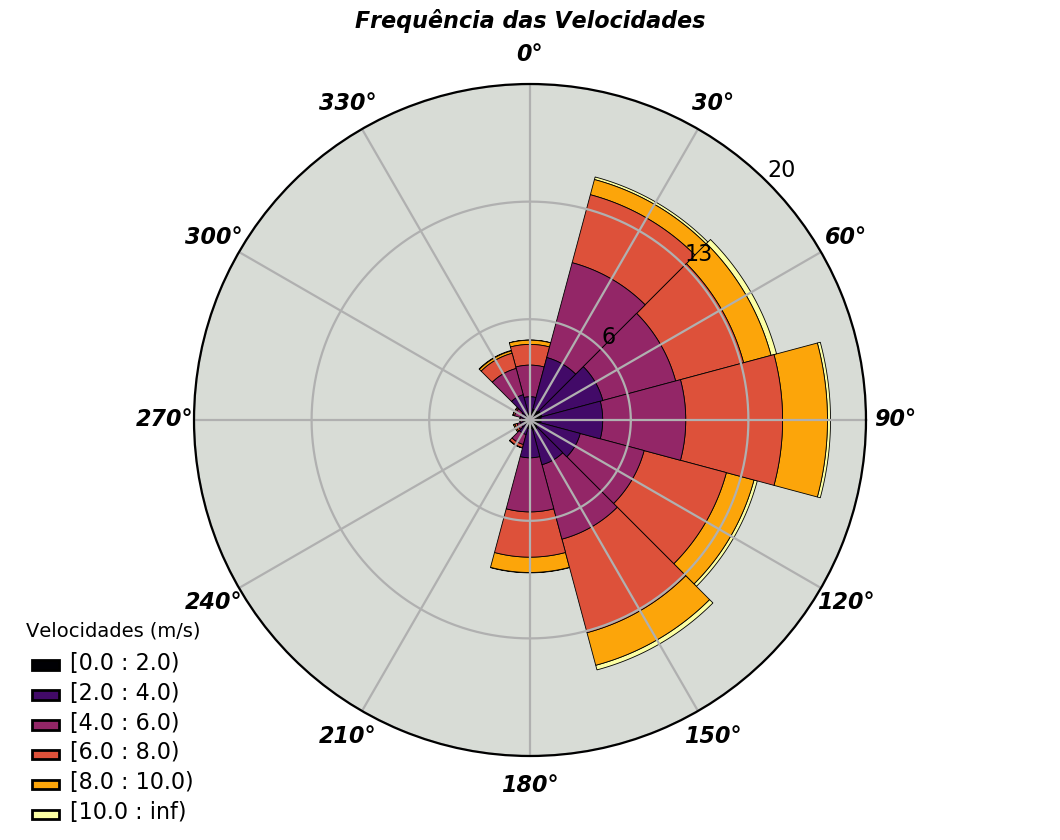 Frequência das Velocidades
0°
330°
30°
20
300°
60°
13
6
270°
90°
240°
120°
210°
150°
180°
Velocidades (m/s)
[0.0 : 2.0)
[2.0 : 4.0)
[4.0 : 6.0)
[6.0 : 8.0)
[8.0 : 10.0)
[10.0 : inf)